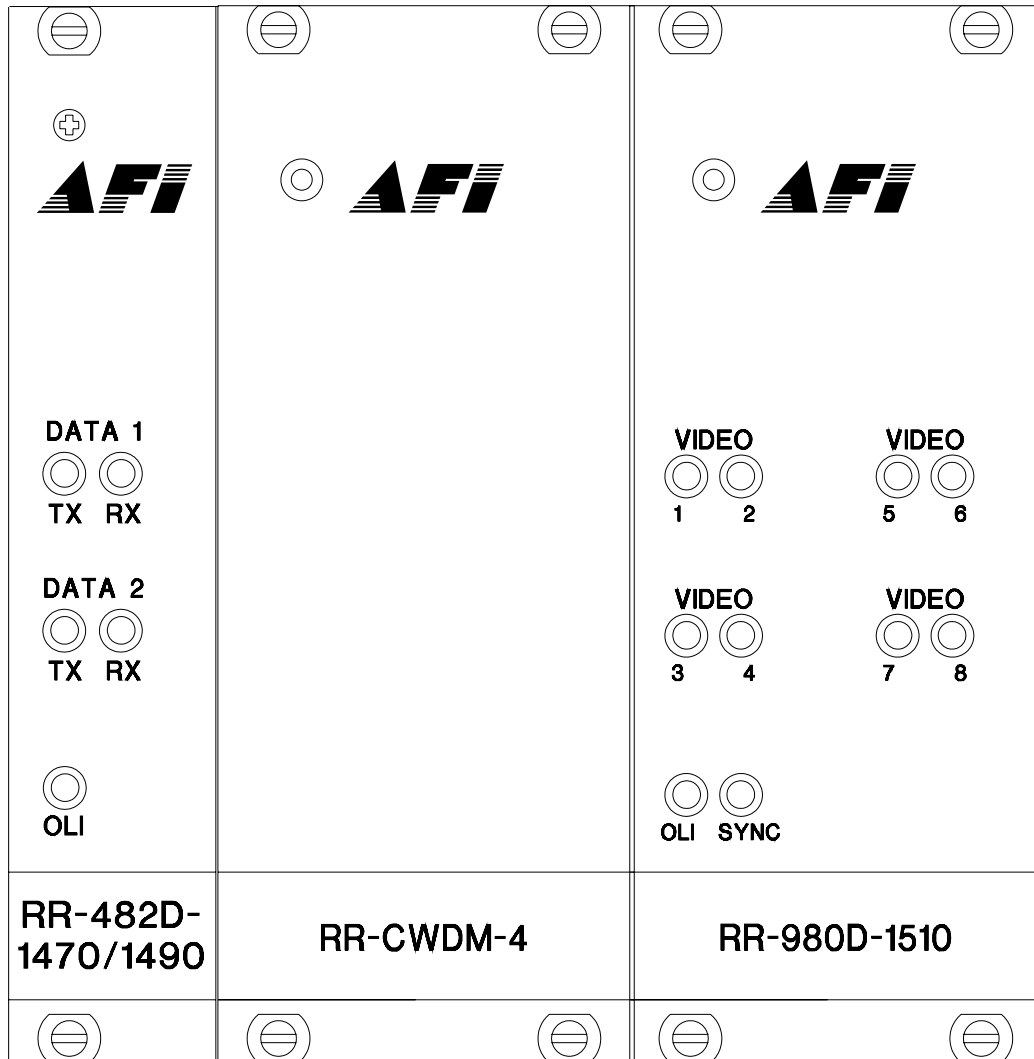 AFI
DATA 1
TX RX
DATA 2
TX RX
OLI
RR-482D-
1470/1490
AFI
RR-CWDM-4
AFI
VIDEO VIDEO
1 2 5 6
VIDEO VIDEO
3 4 7 8
OLI SYNC
RR-980D-1510